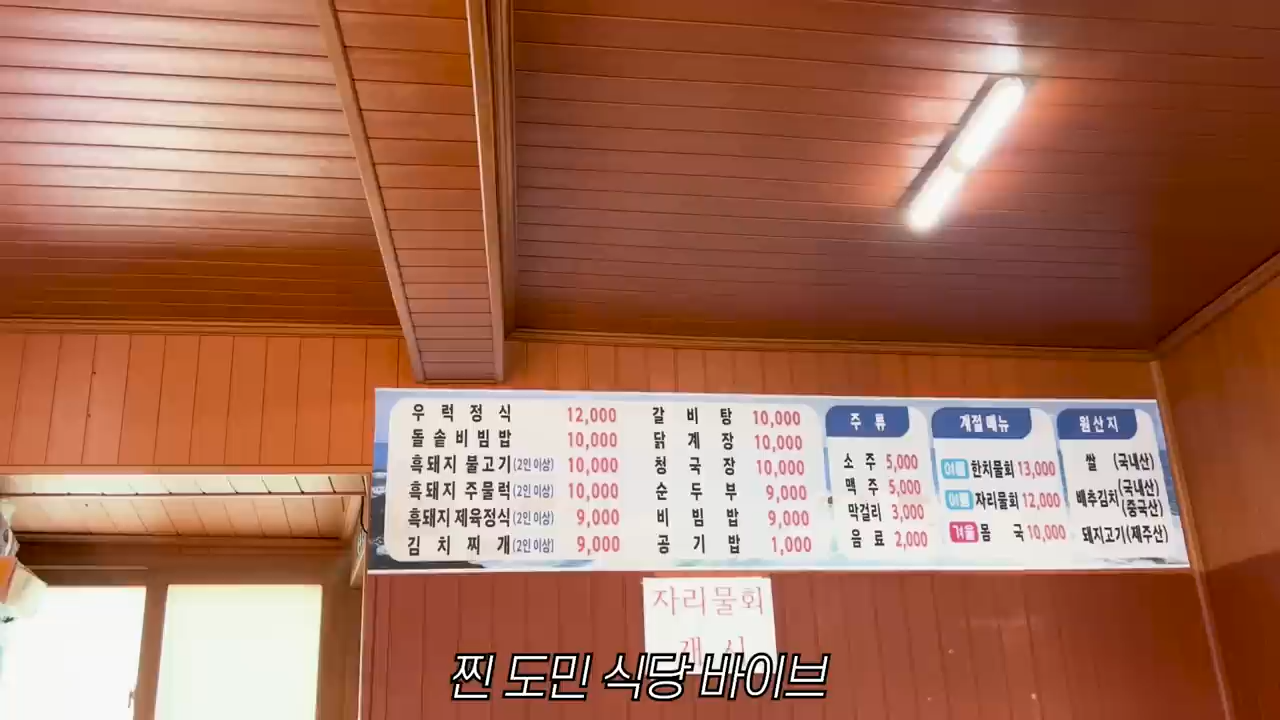 우럭정식 12,000
돌솥비빔밥 10,000
흑돼지 불고기(2인이상) 10,000
흑돼지 주물럭(2인이상) 10,000
흑돼지제육정식(2인이상) 9,000
김치찌개(2인이상) 9,000
갈비탕 10,000
닭계장 10,000
청국장 10,000
순두부 9,000
비빔밥 9,000
공기밥 1,000
주류
소주 5,000
맥주 5,000
막걸리 3,000
음료 2,000
계절메뉴
여름 한치물회 13,000
여름 자리물회 12,000
겨울 몸국 10,000
원산지
쌀 (국내산)
배추김치 (국내산)
(중국산)
돼지고기(제주산)
자리물회
개시
찐 도민 식당 바이브